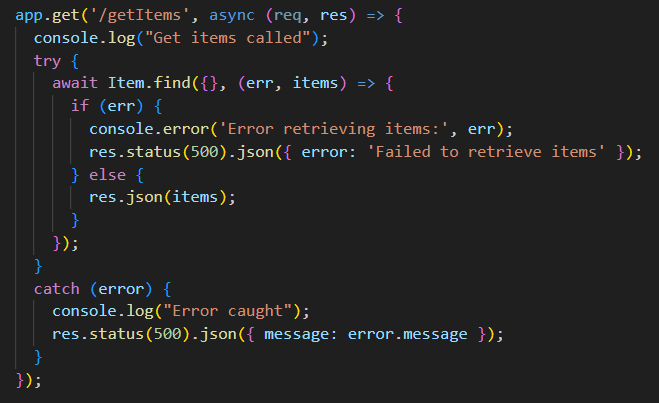 app.get('/getItems', async (req, res) => {
  console.log("Get items called");
  try {
    await Item.find({}, (err, items) => {
      if (err) {
        console.error('Error retrieving items:', err);
        res.status(500).json({ error: 'Failed to retrieve items' });
      } else {
        res.json(items);
      }
    });
  }
  catch (error) {
    console.log("Error caught");
    res.status(500).json({ message: error.message });
  }
});